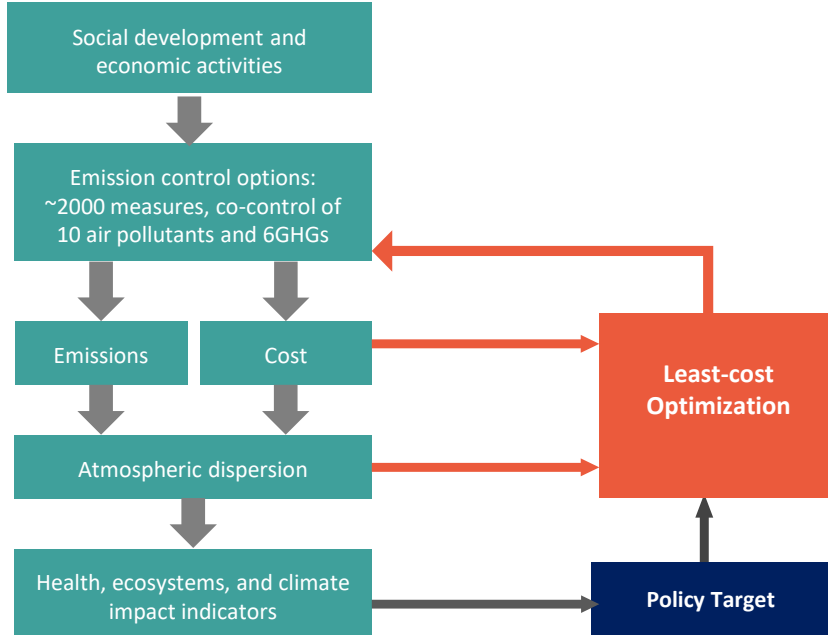 Social development and
economic activities
Emission control options:
~2000 measures, co-control of
10 air pollutants and 6GHGs
Emissions
Cost
Least-cost
Optimization
Atmospheric dispersion
Health, ecosystems, and climate
impact indicators
Policy Target